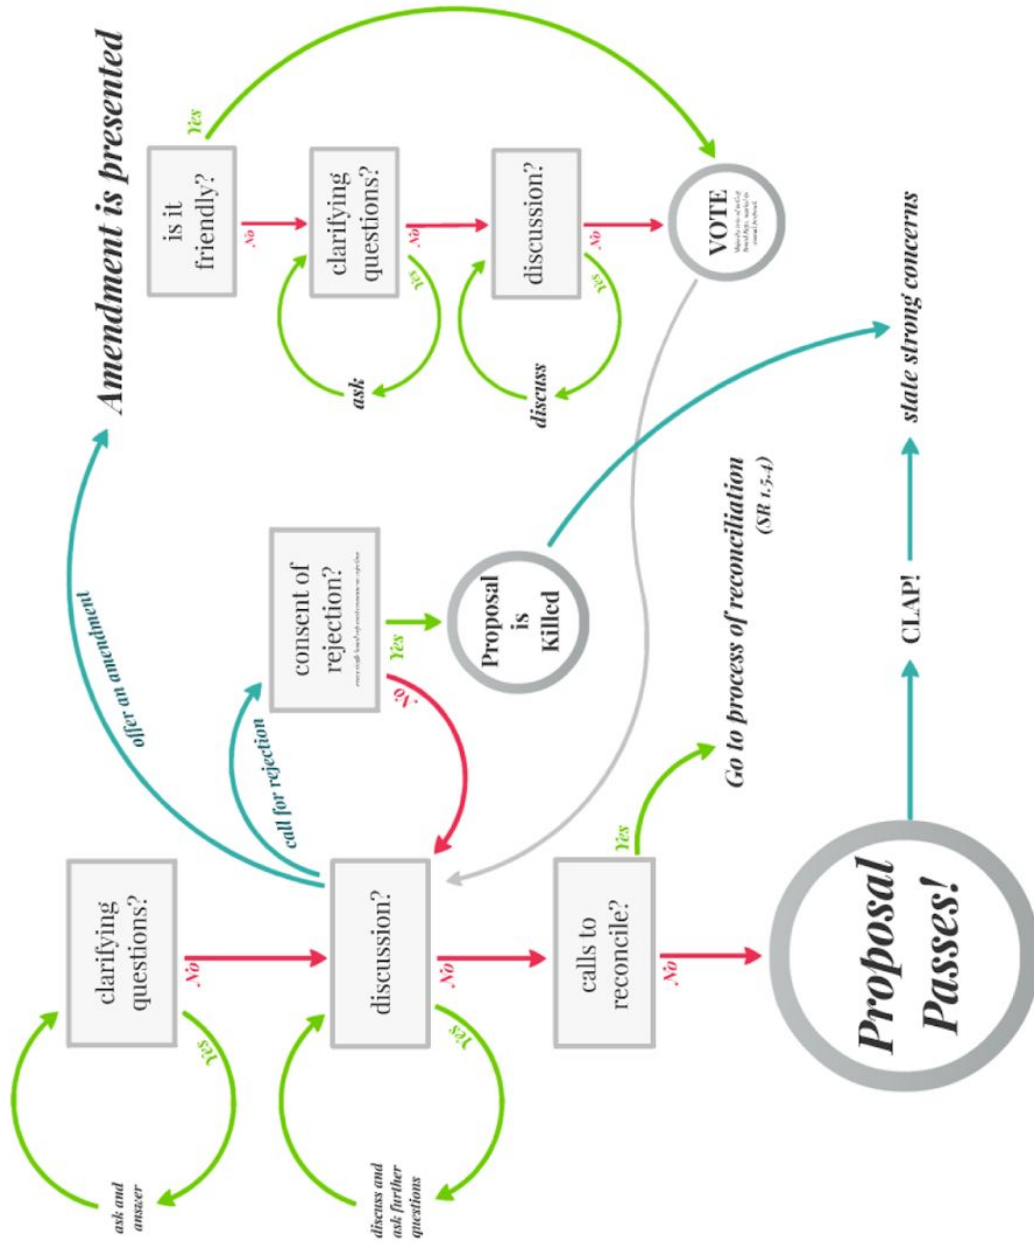 clarifying
questions?
No
Yes
ask and
answer
discussion?
No
Yes
discuss and
ask further
questions
calls to
reconcile?
No
Yes
Go to process of reconciliation
(SR 1.5.4)
Proposal
Passes!
CLAP!
state strong concerns
call for rejection
consent of
rejection?
No
Yes
Proposal
is
Killed
offer an amendment
Amendment is presented
is it
friendly?
Yes
No
clarifying
questions?
No
Yes
ask
discussion?
No
Yes
discuss
VOTE